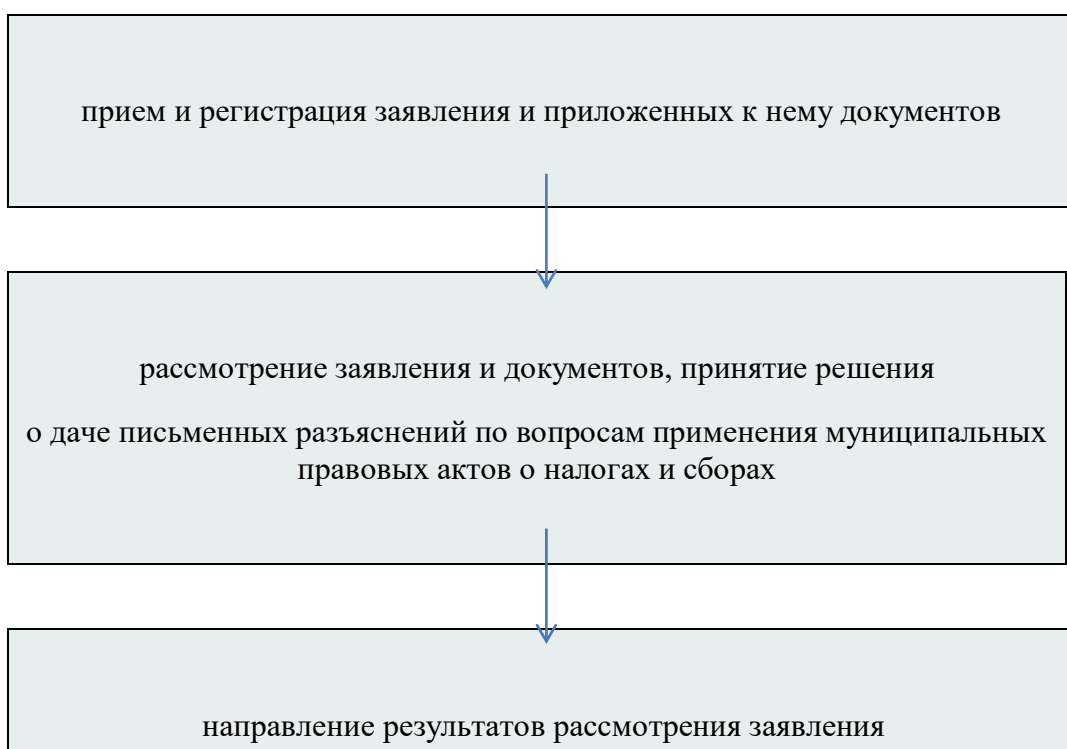 прием и регистрация заявления и приложенных к нему документов
рассмотрение заявления и документов, принятие решения
о даче письменных разъяснений по вопросам применения муниципальных
правовых актов о налогах и сборах
направление результатов рассмотрения заявления